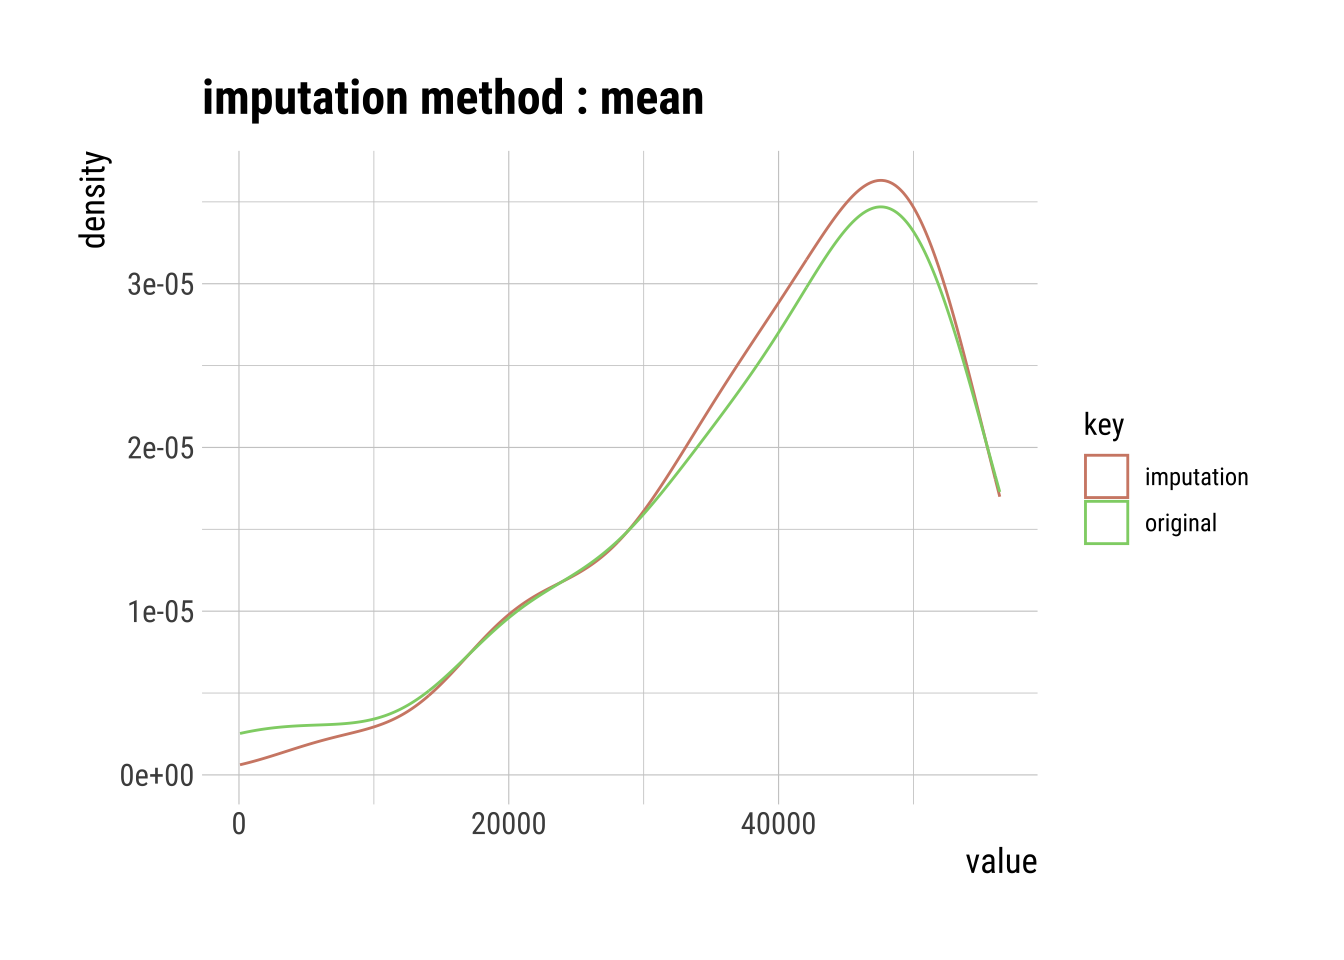 imputation method : mean
density
3e-05
2e-05
1e-05
0e+00
0
20000
40000
value
key
imputation
original